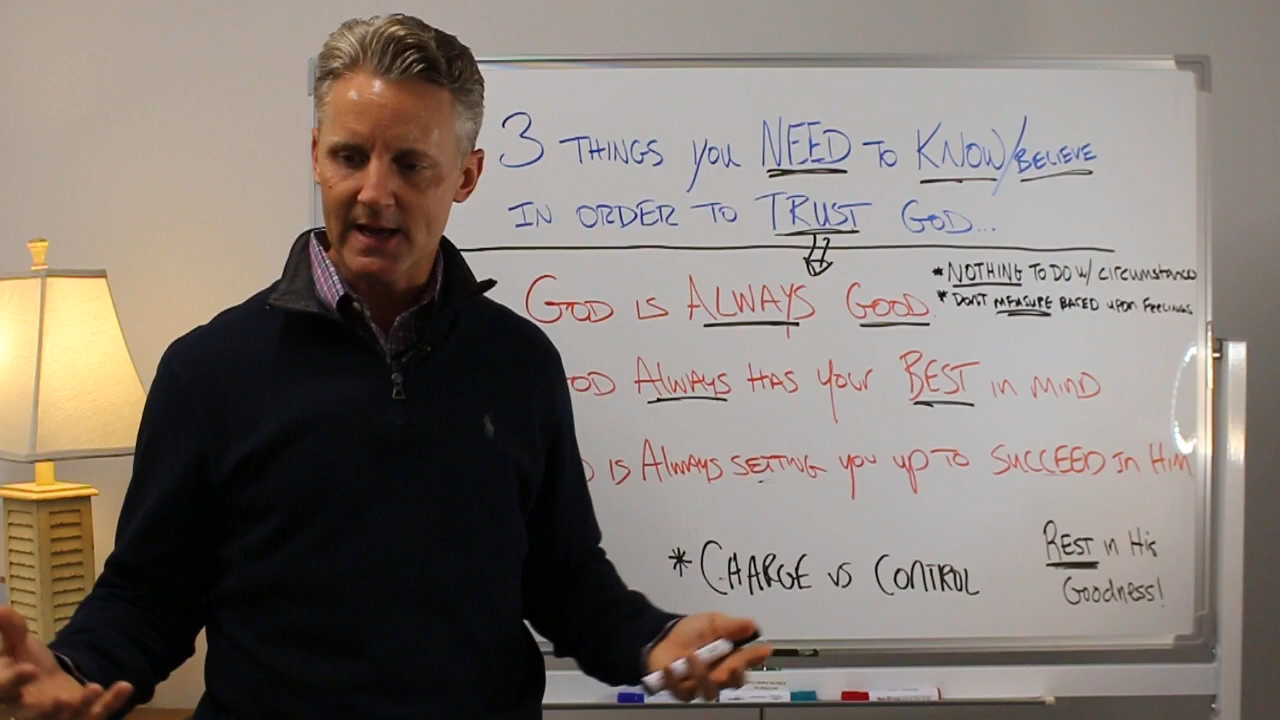 3 THINGS YOU NEED TO KNOW/BELIEVE
IN ORDER TO TRUST GOD...
* NOTHING TO DO W/ CIRCUMSTANCE
GOD IS ALWAYS GOOD.
* DON'T MEASURE BASED UPON FEELINGS
OD ALWAYS HAS YOUR BEST IN MIND
D IS ALWAYS SETTING YOU UP TO SUCCEED IN HIM
* CHARGE VS CONTROL
REST in His
Goodness!